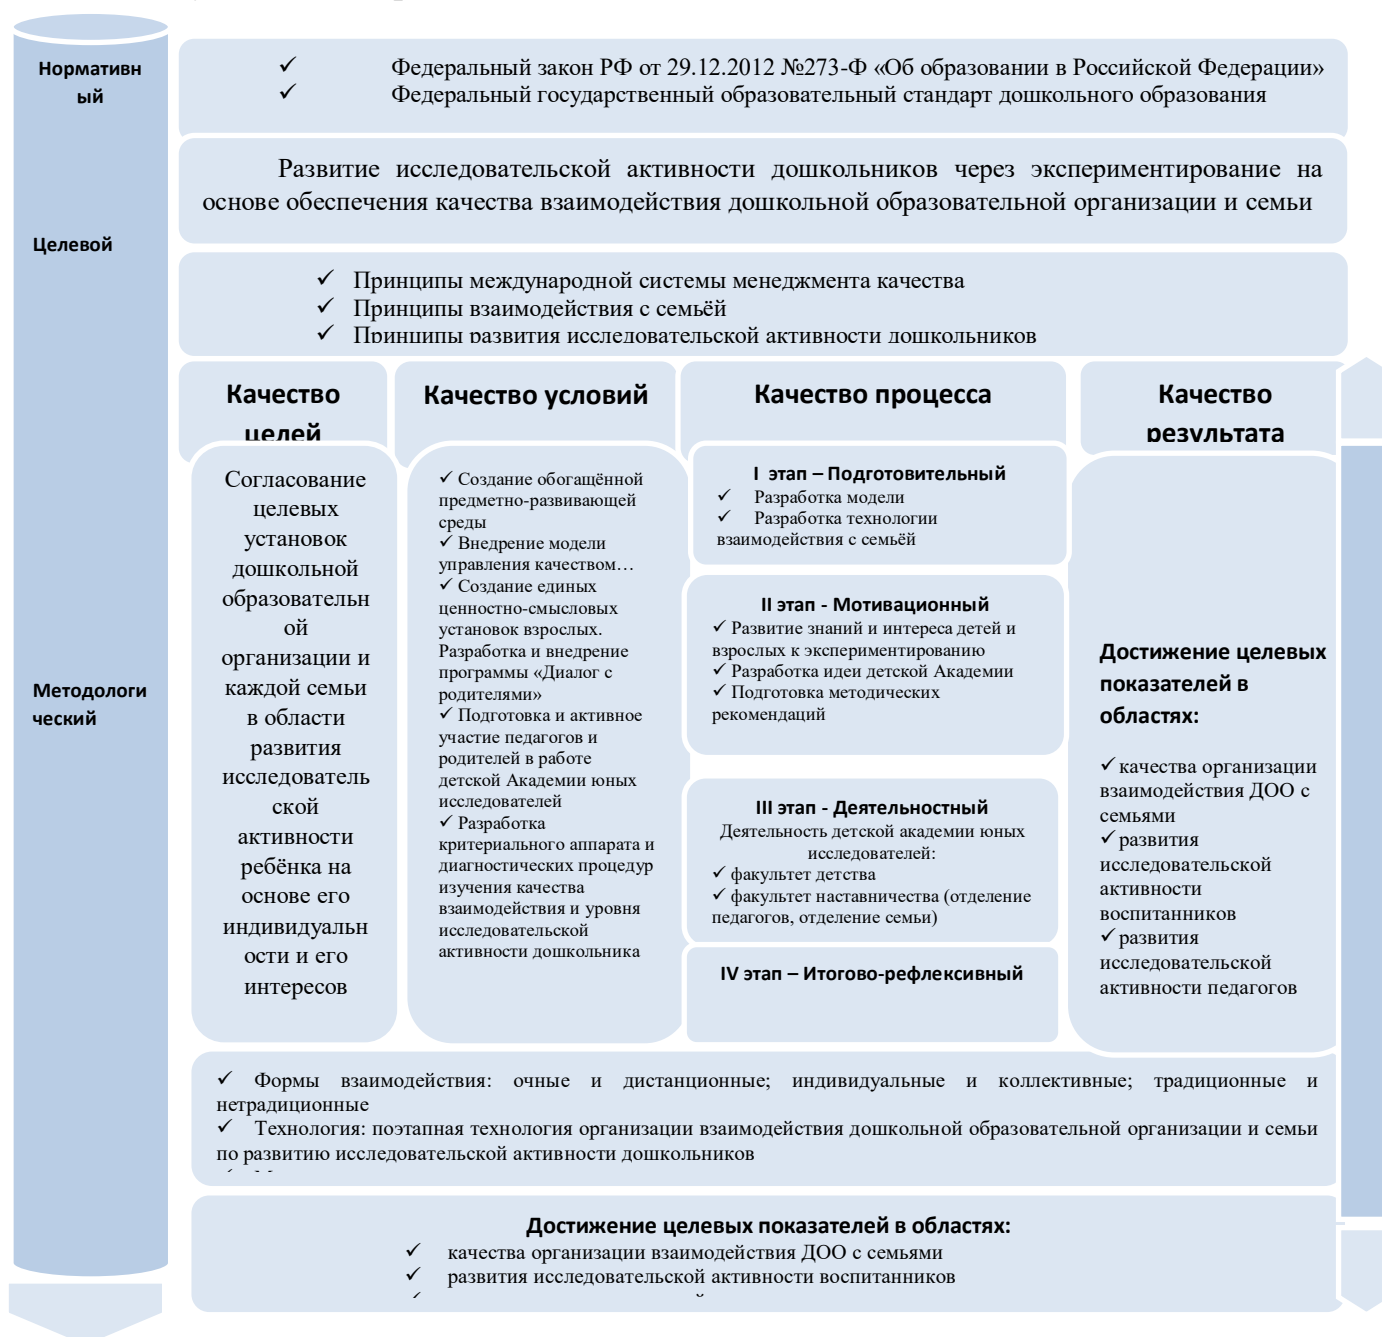 Нормативн
ый
✓ Федеральный закон РФ от 29.12.2012 №273-Ф «Об образовании в Российской Федерации»
✓ Федеральный государственный образовательный стандарт дошкольного образования
Развитие исследовательской активности дошкольников через экспериментирование на
основе обеспечения качества взаимодействия дошкольной образовательной организации и семьи
Целевой
✓ Принципы международной системы менеджмента качества
✓ Принципы взаимодействия с семьёй
✓ Принципы развития исследовательской активности дошкольников
Методологи
ческий
Качество
целей
Согласование
целевых
установок
дошкольной
образовательн
ой
организации и
каждой семьи
в области
развития
исследователь
ской
активности
ребёнка на
основе его
индивидуальн
ости и его
интересов
Качество условий
✓ Создание обогащённой
предметно-развивающей
среды
✓ Внедрение модели
управления качеством…
✓ Создание единых
ценностно-смысловых
установок взрослых.
Разработка и внедрение
программы «Диалог с
родителями»
✓ Подготовка и активное
участие педагогов и
родителей в работе
детской Академии юных
исследователей
✓ Разработка
критериального аппарата и
диагностических процедур
изучения качества
взаимодействия и уровня
исследовательской
активности дошкольника
Качество процесса
I этап – Подготовительный
✓ Разработка модели
✓ Разработка технологии
взаимодействия с семьёй
II этап - Мотивационный
✓ Развитие знаний и интереса детей и
взрослых к экспериментированию
✓ Разработка идеи детской Академии
✓ Подготовка методических
рекомендаций
III этап - Деятельностный
Деятельность детской академии юных
исследователей:
✓ факультет детства
✓ факультет наставничества (отделение
педагогов, отделение семьи)
IV этап – Итогово-рефлексивный
Качество
результата
Достижение целевых
показателей в
областях:
✓ качества организации
взаимодействия ДОО с
семьями
✓ развития
исследовательской
активности
воспитанников
✓ развития
исследовательской
активности педагогов
✓ Формы взаимодействия: очные и дистанционные; индивидуальные и коллективные; традиционные и
нетрадиционные
✓ Технология: поэтапная технология организации взаимодействия дошкольной образовательной организации и семьи
по развитию исследовательской активности дошкольников
Достижение целевых показателей в областях:
✓ качества организации взаимодействия ДОО с семьями
✓ развития исследовательской активности воспитанников